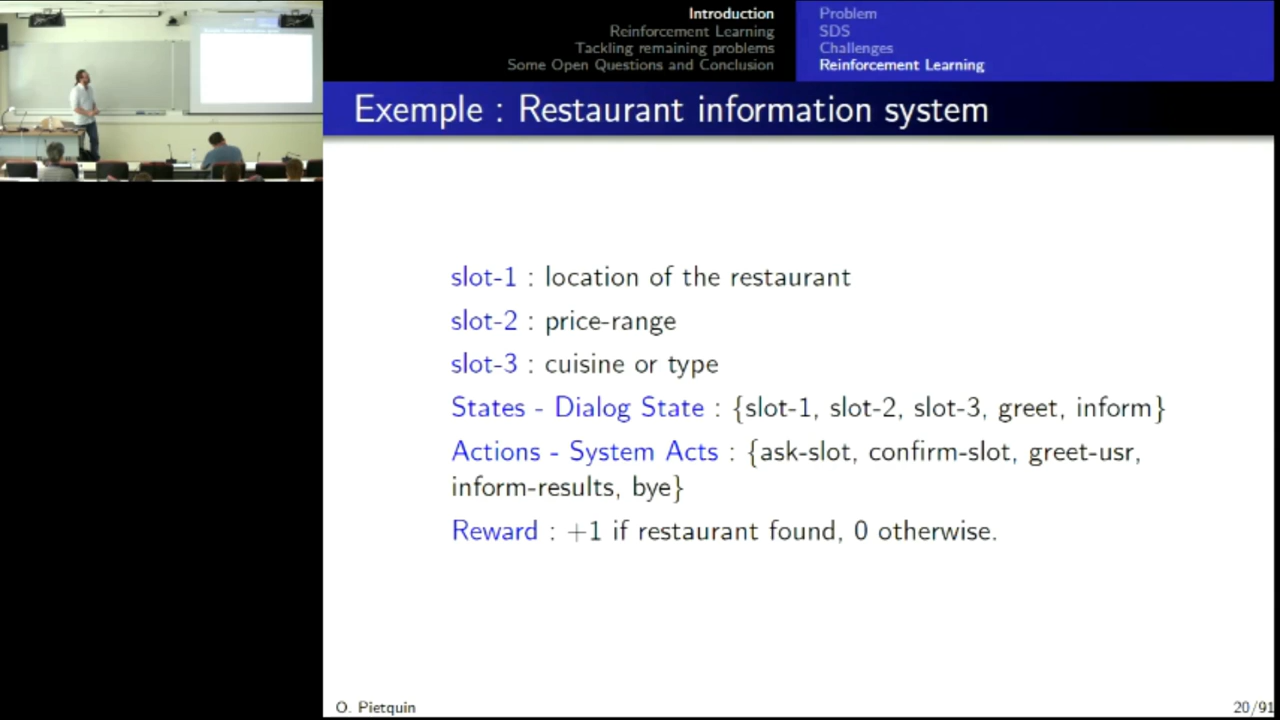 Introduction
Reinforcement Learning
Tackling remaining problems
Some Open Questions and Conclusion
Problem
SDS
Challenges
Reinforcement Learning
Exemple : Restaurant information system
slot-1 : location of the restaurant
slot-2 : price-range
slot-3 : cuisine or type
States - Dialog State : {slot-1, slot-2, slot-3, greet, inform}
Actions - System Acts : {ask-slot, confirm-slot, greet-usr,
inform-results, bye}
Reward : +1 if restaurant found, 0 otherwise.
O. Pietquin
20/91